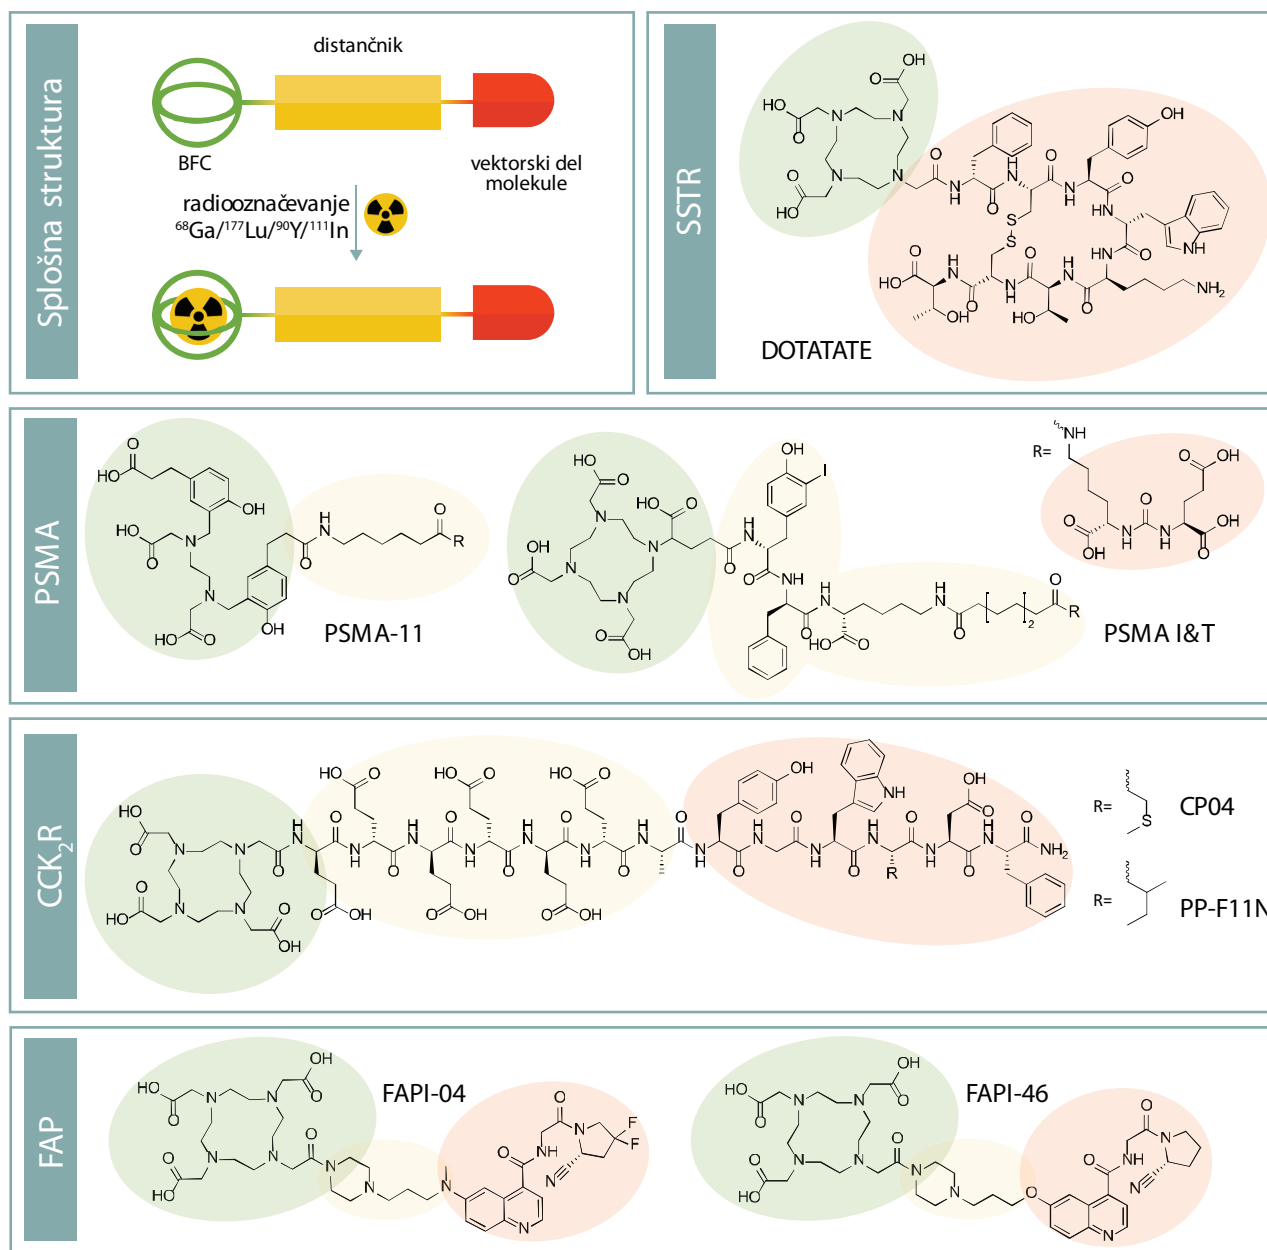 Splošna struktura
distančnik
BFC
vektorski del
molekule
radiooznačevanje
⁶⁸Ga/¹⁷⁷Lu/⁹⁰Y/¹¹¹In
SSTR
DOTATATE
PSMA
PSMA-11
PSMA I&T
R=
CCK₂R
R=
CP04
R=
PP-F11N
FAP
FAPI-04
FAPI-46